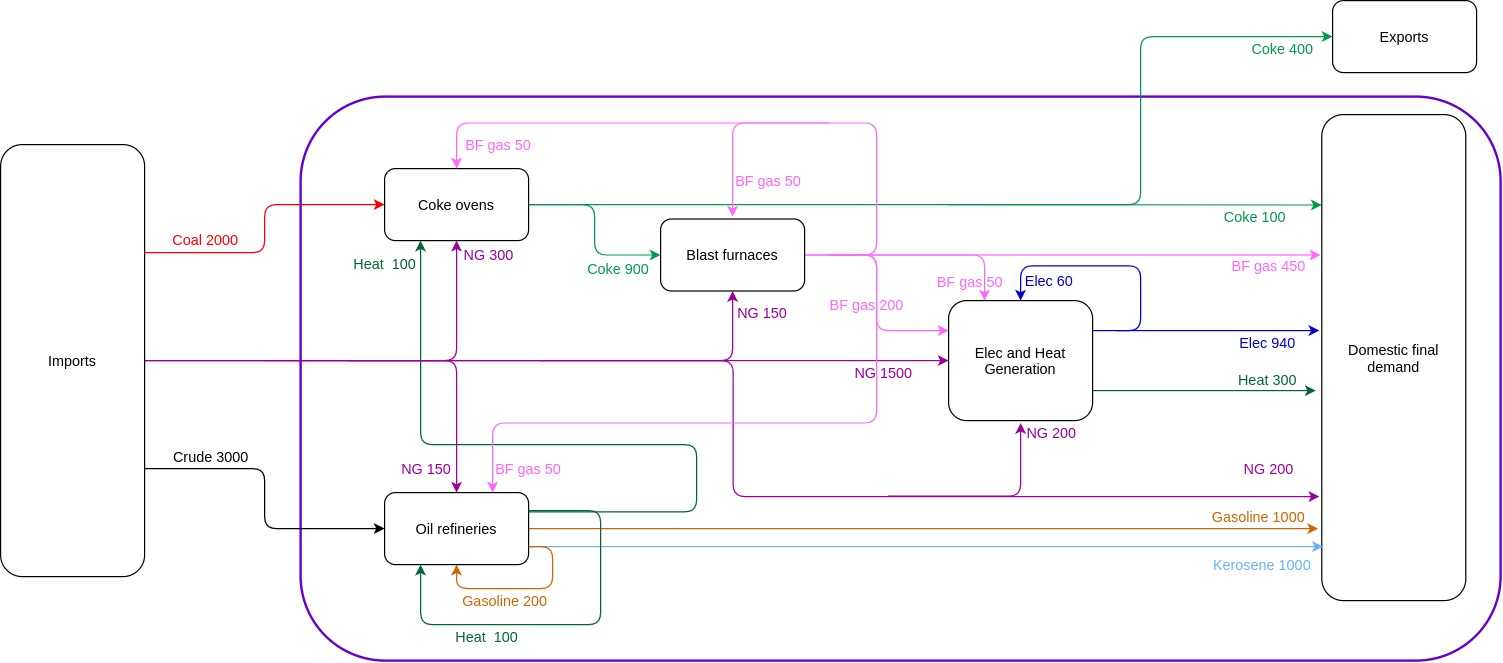 Exports
Coke 400
BF gas 50
BF gas 50
Coke ovens
Coke 100
Coal 2000
NG 300
Heat  100
Blast furnaces
Coke 900
BF gas 450
BF gas 50
Elec 60
BF gas 200
NG 150
Imports
Elec and Heat
Generation
Elec 940
Domestic final
demand
NG 1500
Heat 300
NG 200
Crude 3000
NG 150
BF gas 50
NG 200
Oil refineries
Gasoline 1000
Kerosene 1000
Gasoline 200
Heat  100